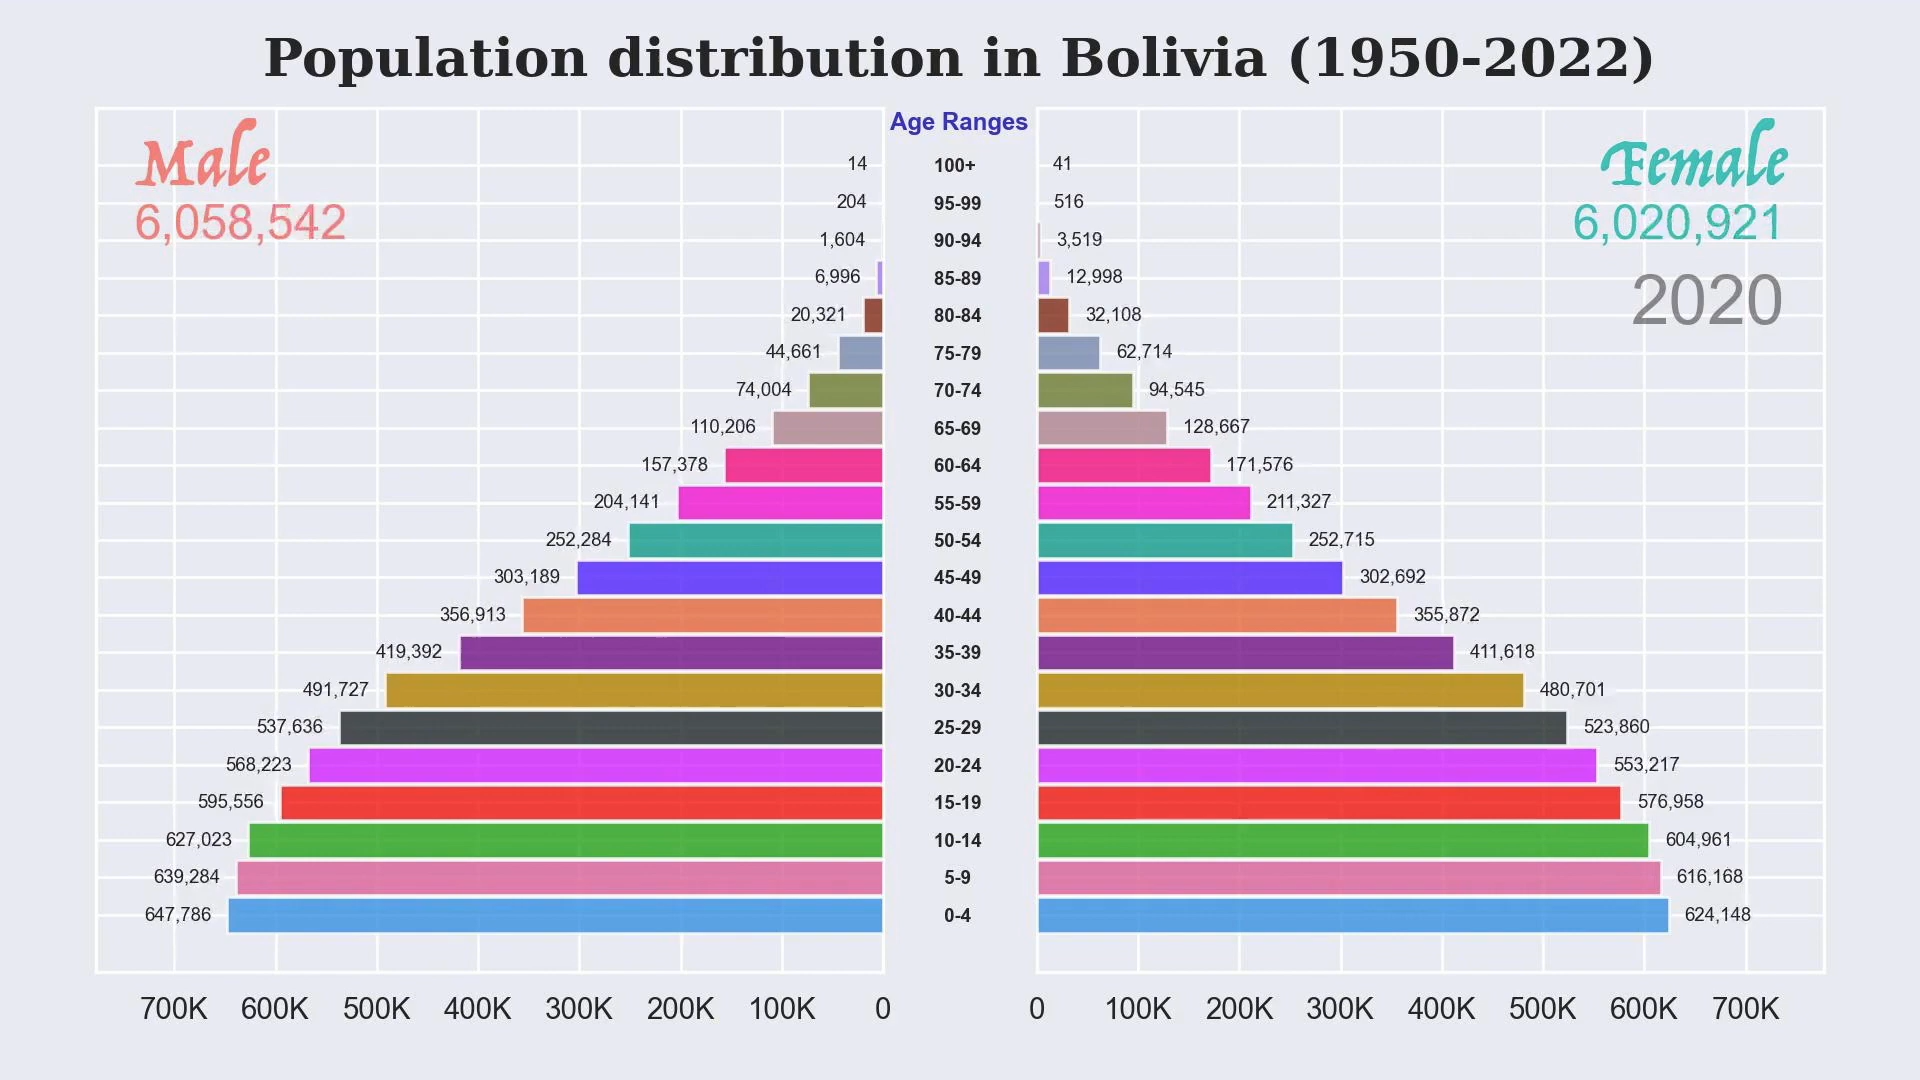 Population distribution in Bolivia (1950-2022)
Age Ranges
Male
6,058,542
Female
6,020,921
2020
14 100+ 41
204 95-99 516
1,604 90-94 3,519
6,996 85-89 12,998
20,321 80-84 32,108
44,661 75-79 62,714
74,004 70-74 94,545
110,206 65-69 128,667
157,378 60-64 171,576
204,141 55-59 211,327
252,284 50-54 252,715
303,189 45-49 302,692
356,913 40-44 355,872
419,392 35-39 411,618
491,727 30-34 480,701
537,636 25-29 523,860
568,223 20-24 553,217
595,556 15-19 576,958
627,023 10-14 604,961
639,284 5-9 616,168
647,786 0-4 624,148
700K 600K 500K 400K 300K 200K 100K 0 0 100K 200K 300K 400K 500K 600K 700K